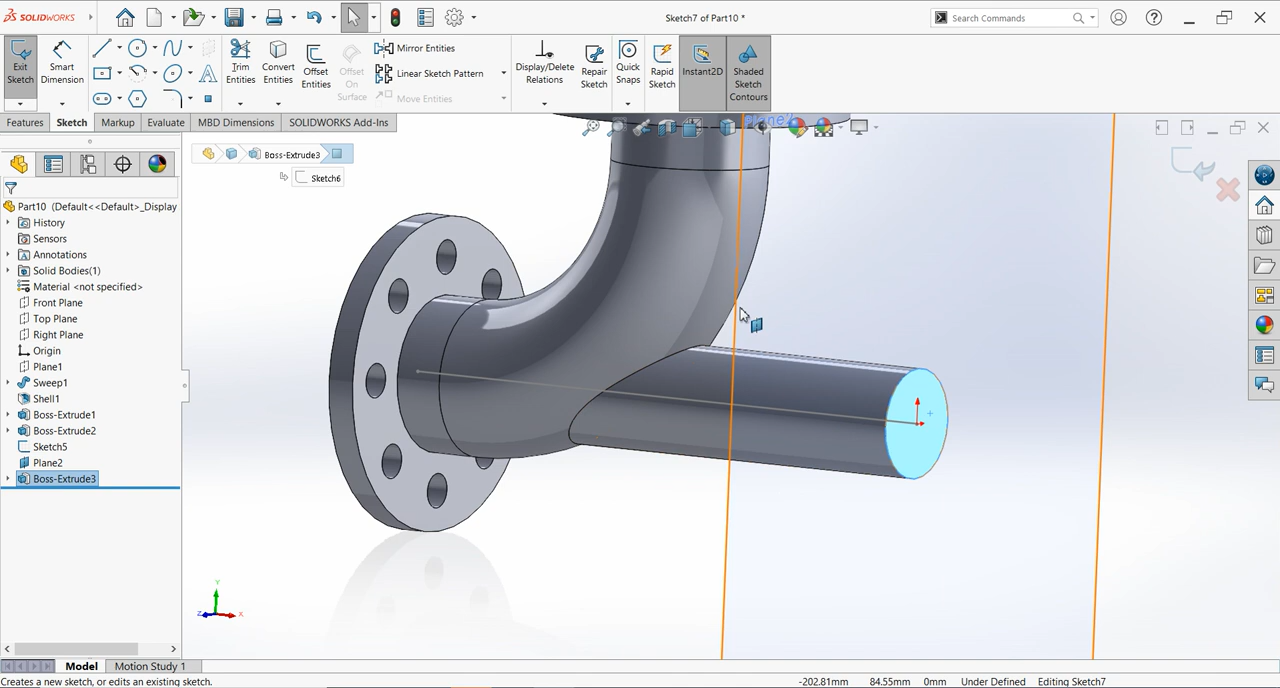 SOLIDWORKS
Sketch7 of Part10 *
Search Commands
Exit Sketch
Smart Dimension
Trim Entities
Convert Entities
Offset Entities
Offset On Surface
Mirror Entities
Linear Sketch Pattern
Move Entities
Display/Delete Relations
Repair Sketch
Quick Snaps
Rapid Sketch
Instant2D
Shaded Sketch Contours
Features
Sketch
Markup
Evaluate
MBD Dimensions
SOLIDWORKS Add-Ins
Boss-Extrude3
Sketch6
Part10 (Default<<Default>_Display
History
Sensors
Annotations
Solid Bodies(1)
Material <not specified>
Front Plane
Top Plane
Right Plane
Origin
Plane1
Sweep1
Shell1
Boss-Extrude1
Boss-Extrude2
Sketch5
Plane2
Boss-Extrude3
Y
Z
X
Model
Motion Study 1
Creates a new sketch, or edits an existing sketch.
-202.81mm
84.55mm
0mm
Under Defined
Editing Sketch7